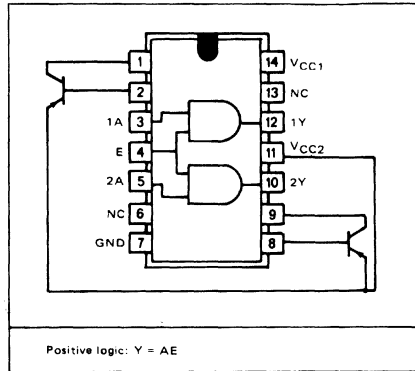 1 14 VCC1
2 13 NC
1A 3 12 1Y
E 4 11 VCC2
2A 5 10 2Y
NC 6 9
GND 7 8
Positive logic: Y = AE